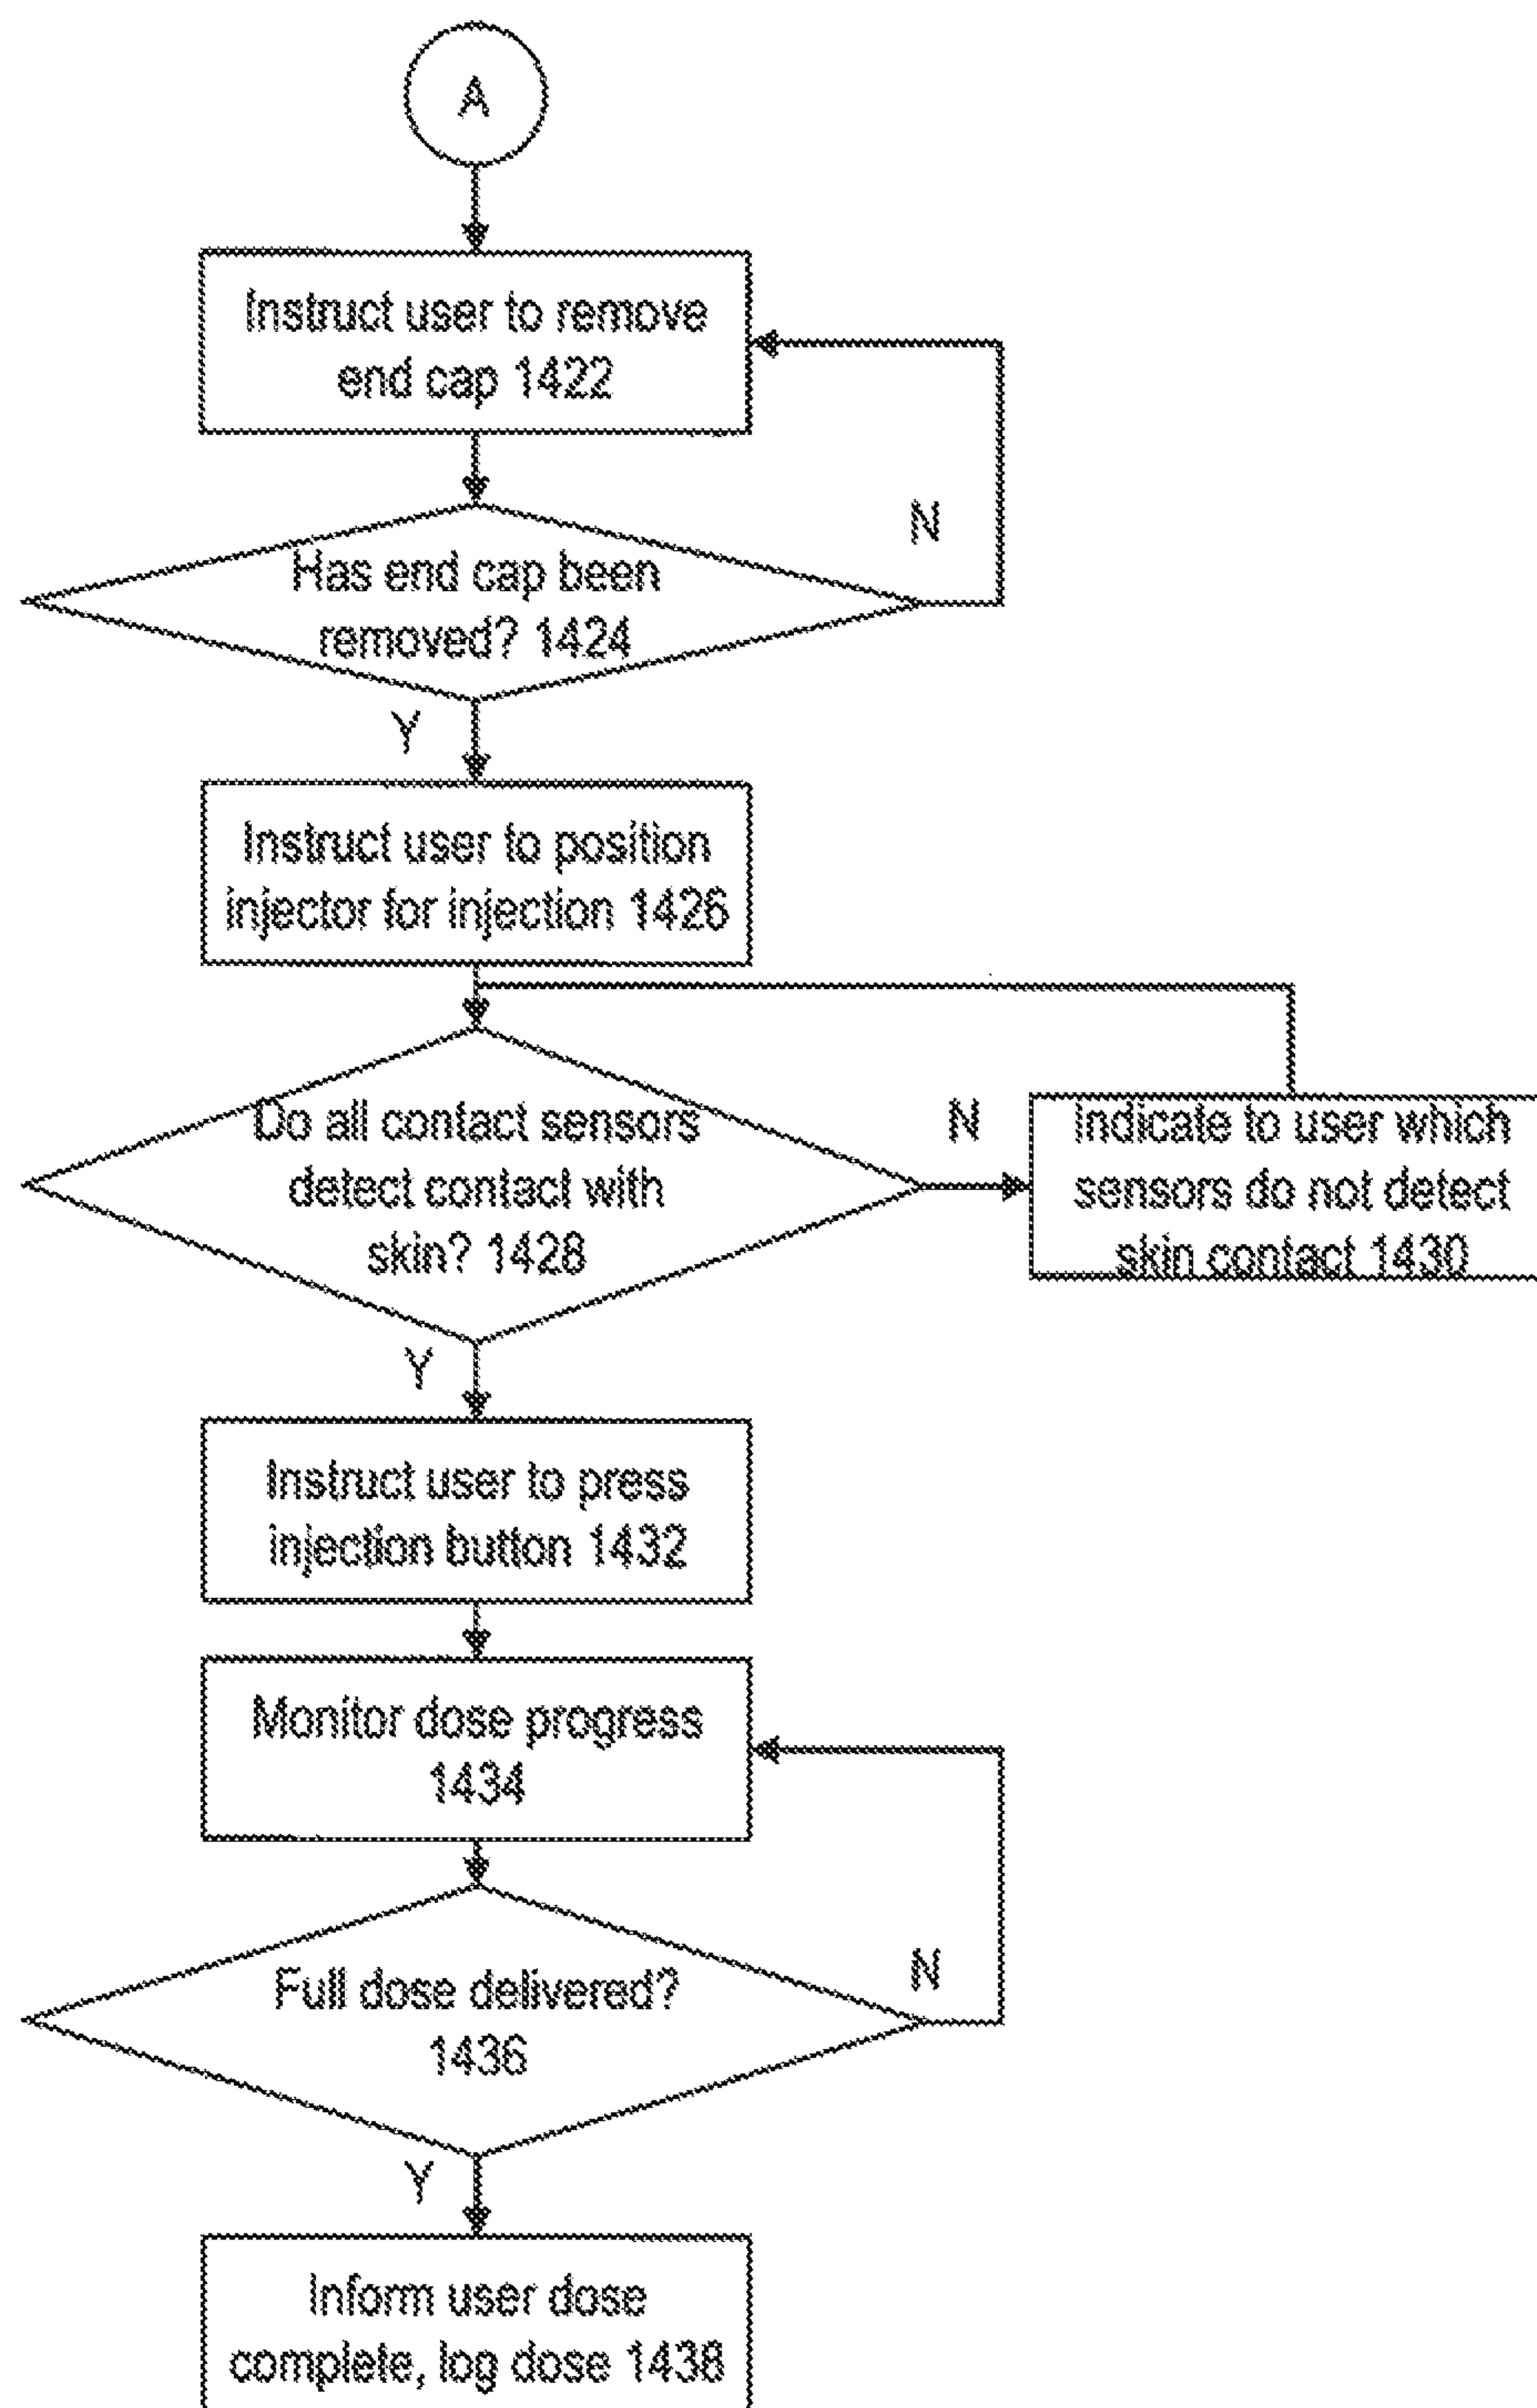 A
Instruct user to remove
end cap 1422
N
Has end cap been
removed? 1424
Y
Instruct user to position
injector for injection 1426
Do all contact sensors
detect contact with
skin? 1428
N
Indicate to user which
sensors do not detect
skin contact 1430
Y
Instruct user to press
injection button 1432
Monitor dose progress
1434
N
Full dose delivered?
1436
Y
Inform user dose
complete, log dose 1438